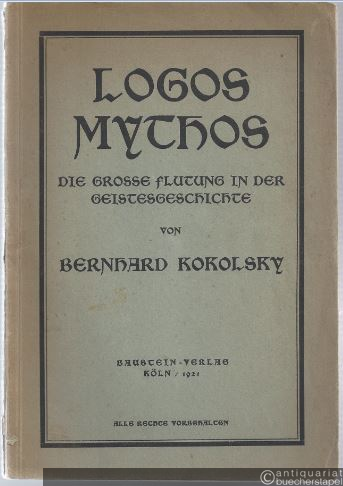 LOGOS
MYTHOS
DIE GROSSE FLUTUNG IN DER
GEISTESGESCHICHTE
VON
BERNHARD KOKOLSKY
BAUSTEIN-VERLAG
KÖLN / 1921
ALLE RECHTE VORBEHALTEN
antiquariat
buecherstapel